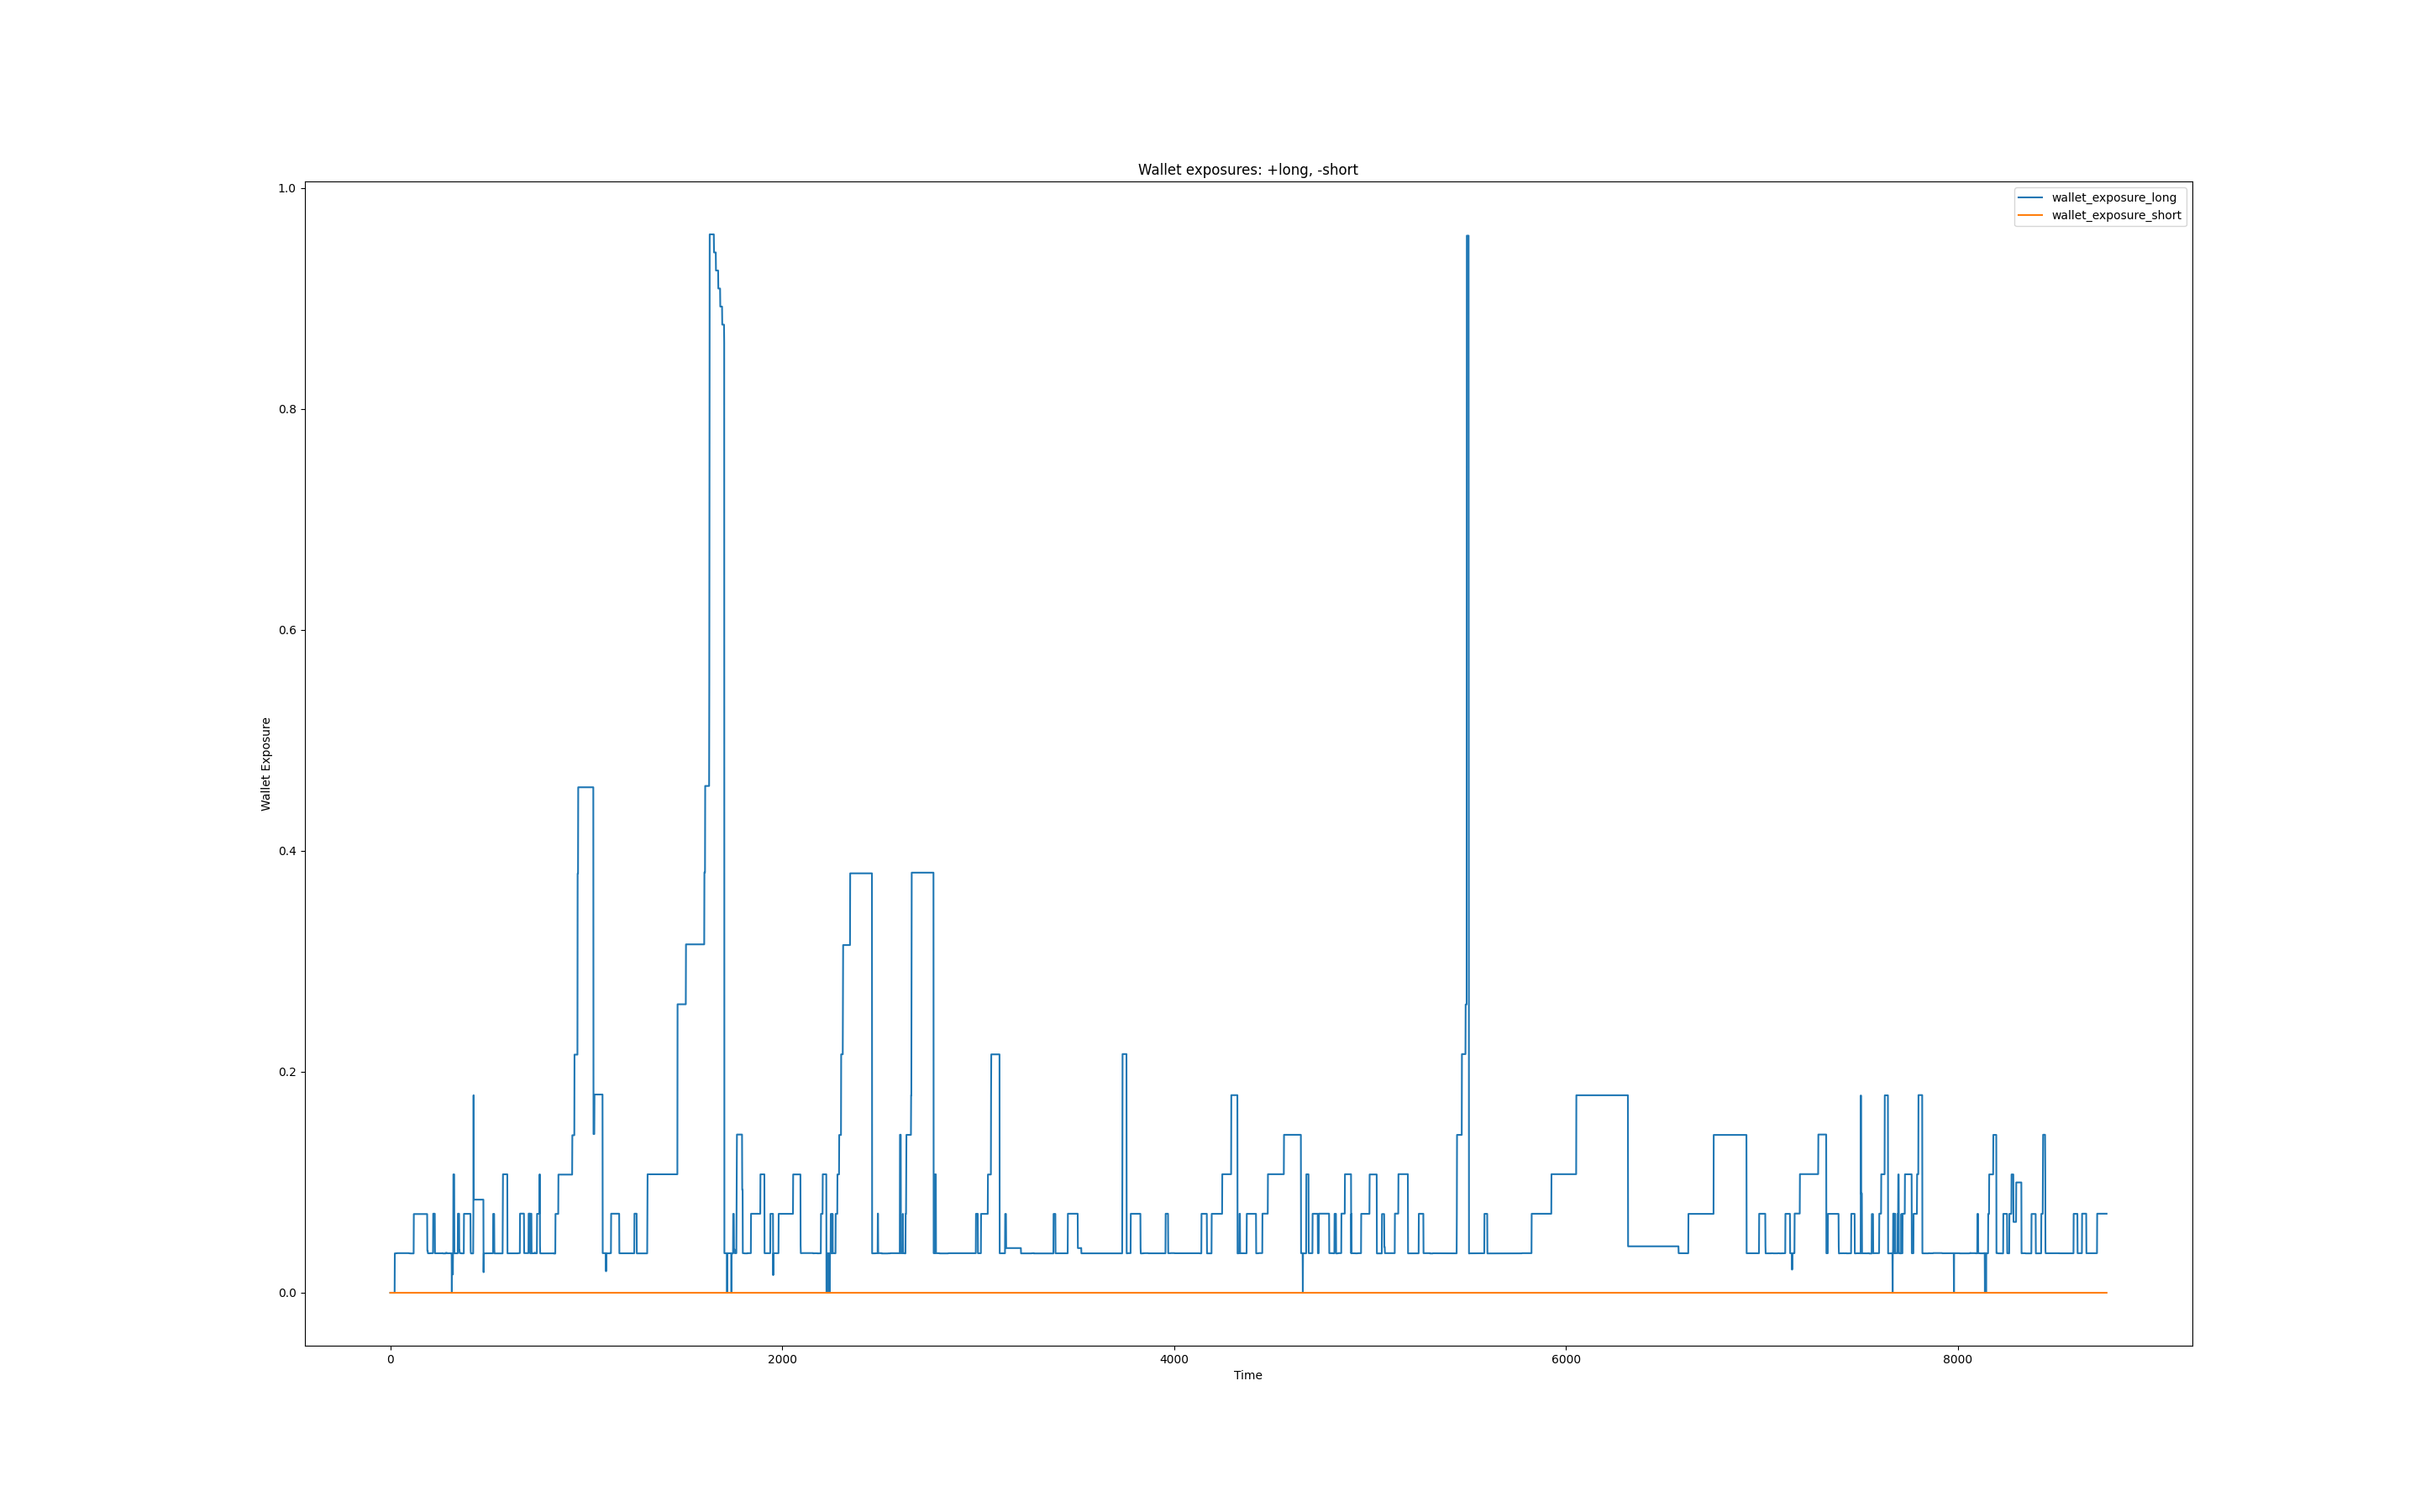 Wallet exposures: +long, -short
wallet_exposure_long
wallet_exposure_short
1.0
0.8
0.6
0.4
0.2
0.0
Wallet Exposure
0 2000 4000 6000 8000
Time